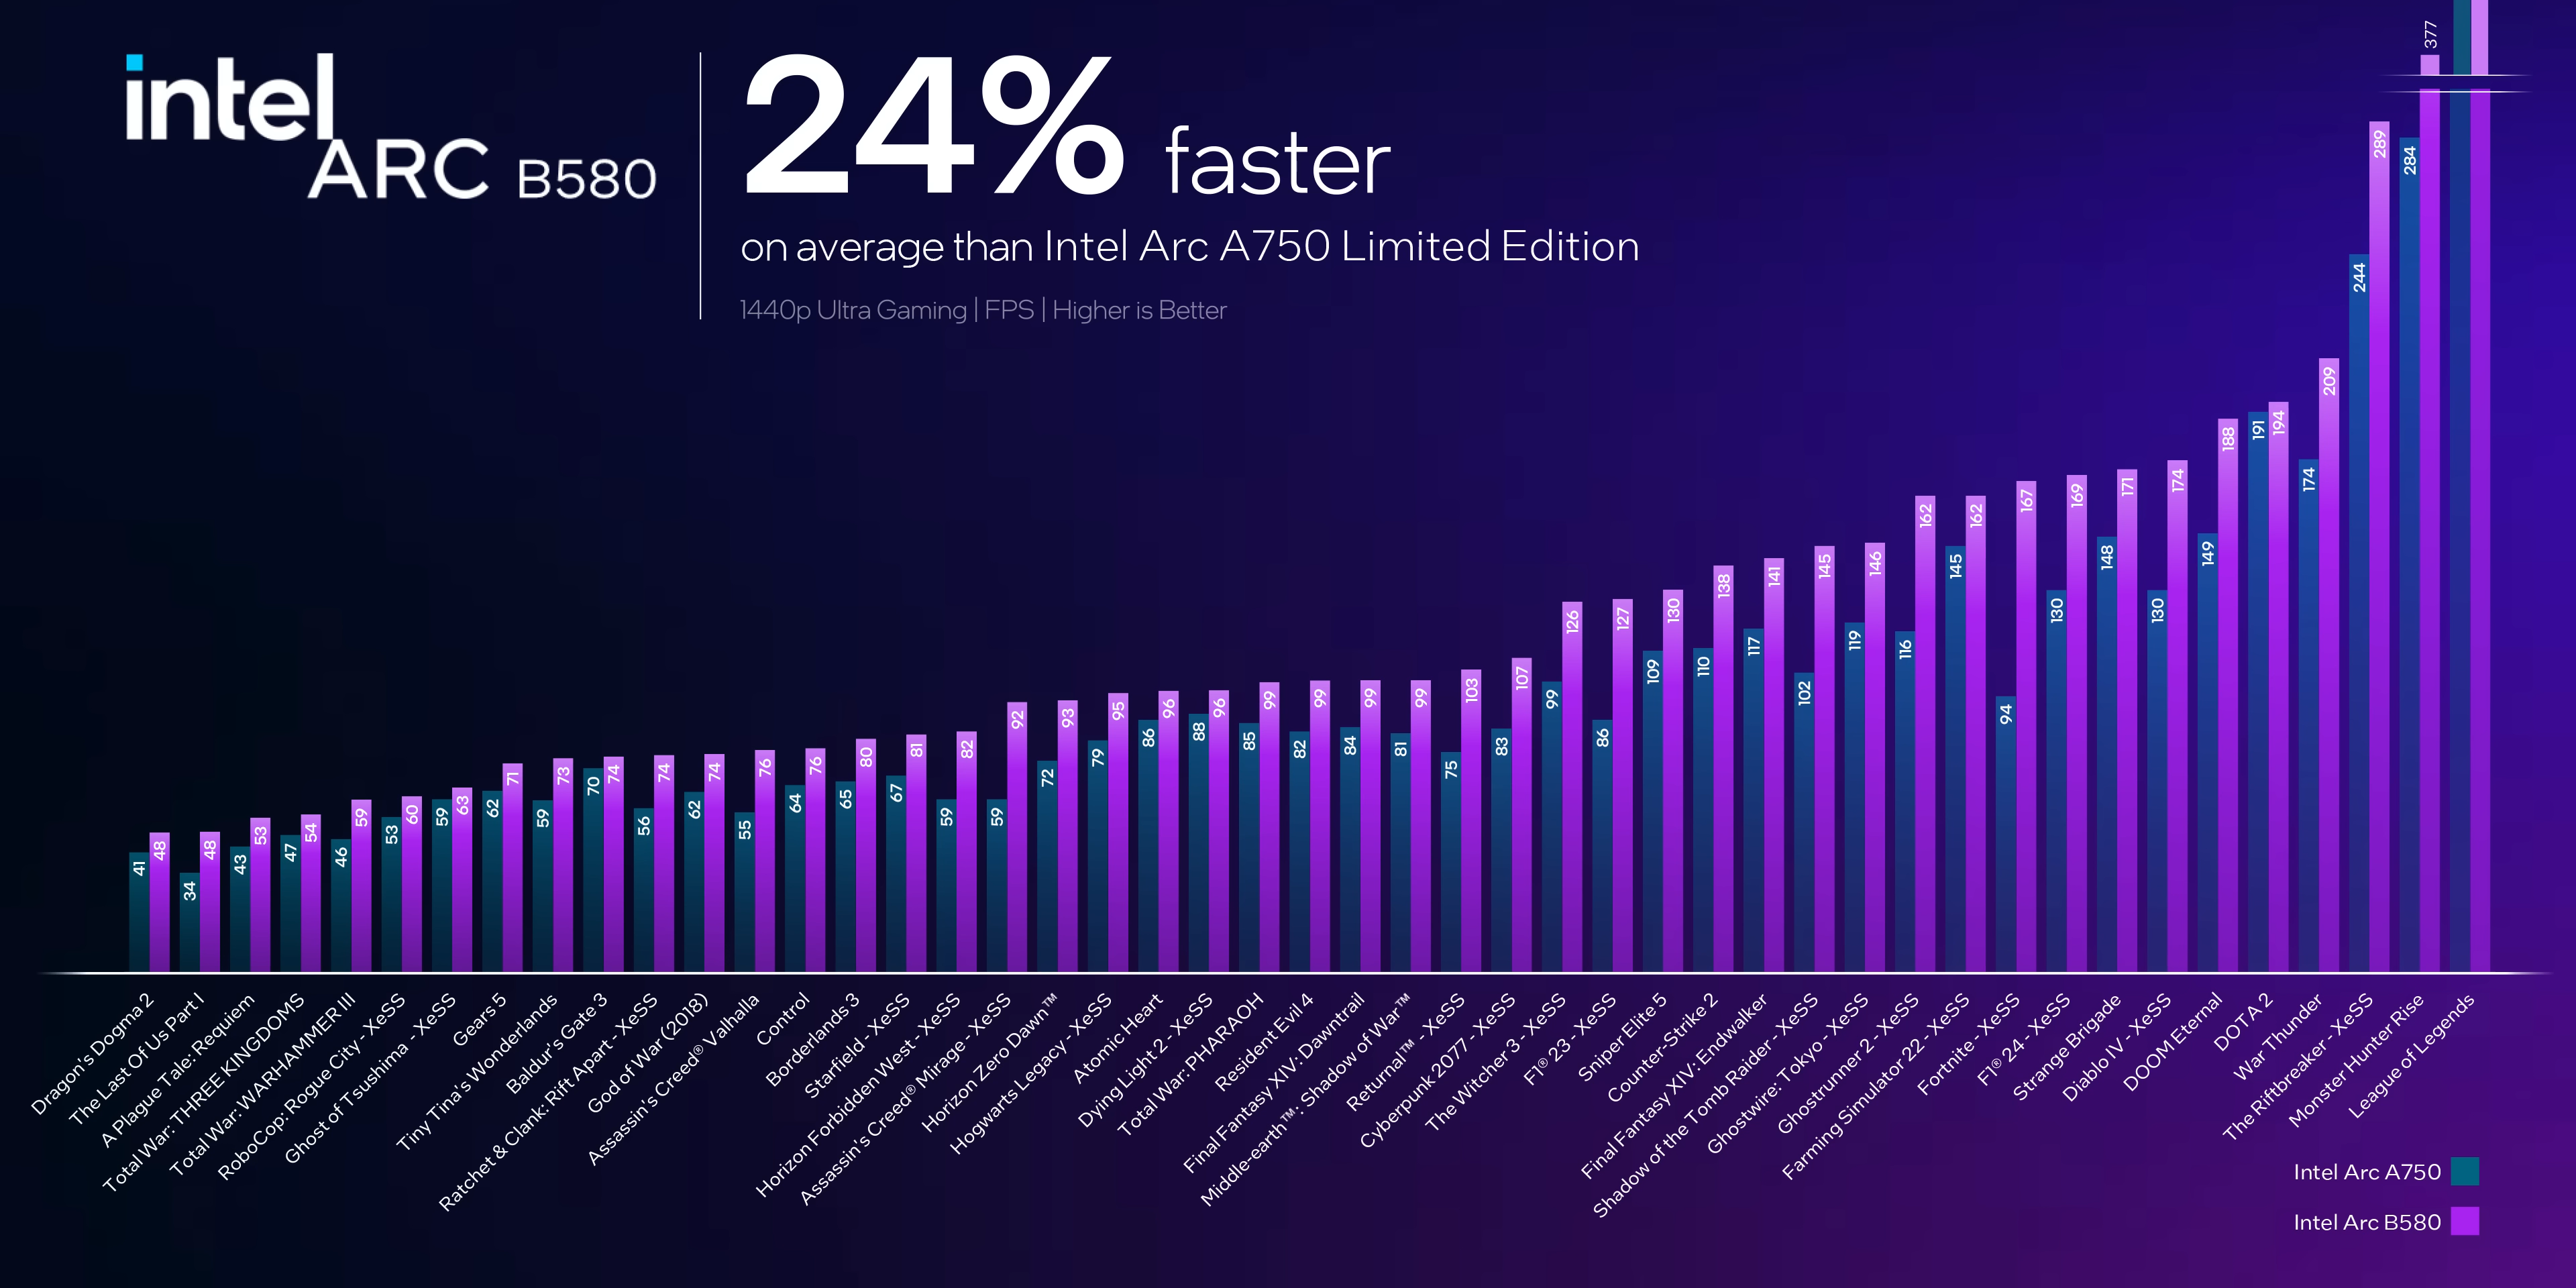 intel
ARC B580
24% faster
on average than Intel Arc A750 Limited Edition
1440p Ultra Gaming | FPS | Higher is Better
377
41 48
34 48
43 53
47 54
46 59
53 60
59 63
62 71
59 73
70 74
56 74
62 74
55 76
64 76
65 80
67 81
59 82
59 92
72 93
79 95
86 96
88 96
85 99
82 99
84 99
81 99
75 103
83 107
99 126
86 127
109 130
110 138
117 141
102 145
119 146
116 162
145 162
94 167
130 169
148 171
130 174
149 188
191 194
174 209
244 289
284
Dragon's Dogma 2
The Last Of Us Part I
A Plague Tale: Requiem
Total War: THREE KINGDOMS
Total War: WARHAMMER III
RoboCop: Rogue City - XeSS
Ghost of Tsushima - XeSS
Gears 5
Tiny Tina's Wonderlands
Baldur's Gate 3
Ratchet & Clank: Rift Apart - XeSS
God of War (2018)
Assassin's Creed® Valhalla
Control
Borderlands 3
Starfield - XeSS
Horizon Forbidden West - XeSS
Assassin's Creed® Mirage - XeSS
Horizon Zero Dawn™
Hogwarts Legacy - XeSS
Atomic Heart
Dying Light 2 - XeSS
Total War: PHARAOH
Resident Evil 4
Final Fantasy XIV: Dawntrail
Middle-earth™: Shadow of War™
Returnal™ - XeSS
Cyberpunk 2077 - XeSS
The Witcher 3 - XeSS
F1® 23 - XeSS
Sniper Elite 5
Counter-Strike 2
Final Fantasy XIV: Endwalker
Shadow of the Tomb Raider - XeSS
Ghostwire: Tokyo - XeSS
Ghostrunner 2 - XeSS
Farming Simulator 22 - XeSS
Fortnite - XeSS
F1® 24 - XeSS
Strange Brigade
Diablo IV - XeSS
DOOM Eternal
DOTA 2
War Thunder
The Riftbreaker - XeSS
Monster Hunter Rise
League of Legends
Intel Arc A750
Intel Arc B580